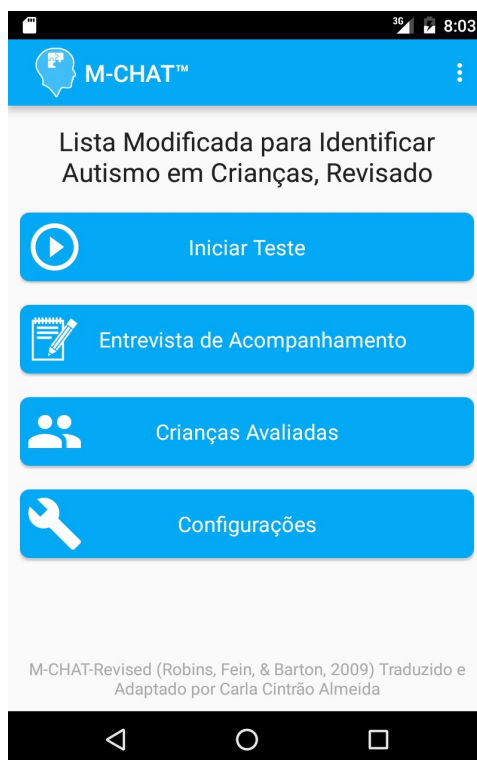 3G 8:03
M-CHAT™
Lista Modificada para Identificar
Autismo em Crianças, Revisado
Iniciar Teste
Entrevista de Acompanhamento
Crianças Avaliadas
Configurações
M-CHAT-Revised (Robins, Fein, & Barton, 2009) Traduzido e
Adaptado por Carla Cintrão Almeida